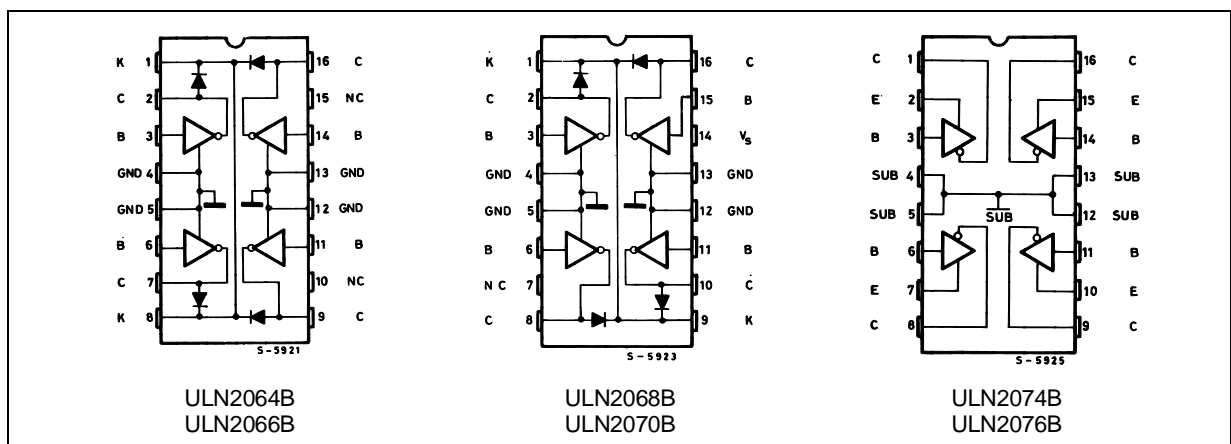 K 1 16 C
C 2 15 NC
B 3 14 B
GND 4 13 GND
GND 5 12 GND
B 6 11 B
C 7 10 NC
K 8 9 C
S-5921
ULN2064B
ULN2066B
K 1 16 C
C 2 15 B
B 3 14 Vs
GND 4 13 GND
GND 5 12 GND
B 6 11 B
NC 7 10 C
C 8 9 K
S-5923
ULN2068B
ULN2070B
C 1 16 C
E 2 15 E
B 3 14 B
SUB 4 13 SUB
SUB
SUB 5 12 SUB
B 6 11 B
E 7 10 E
C 8 9 C
S-5925
ULN2074B
ULN2076B